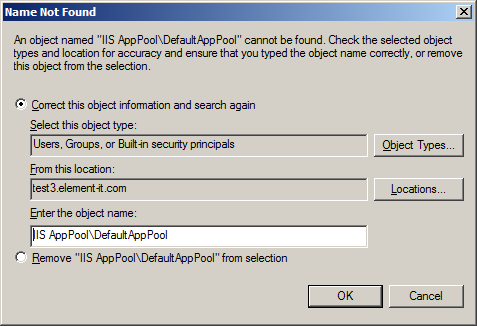 Name Not Found
An object named "IIS AppPool\DefaultAppPool" cannot be found. Check the selected object
types and location for accuracy and ensure that you typed the object name correctly, or remove
this object from the selection.
Correct this object information and search again
Select this object type:
Users, Groups, or Built-in security principals
Object Types...
From this location:
test3.element-it.com
Locations...
Enter the object name:
IIS AppPool\DefaultAppPool
Remove "IIS AppPool\DefaultAppPool" from selection
OK
Cancel